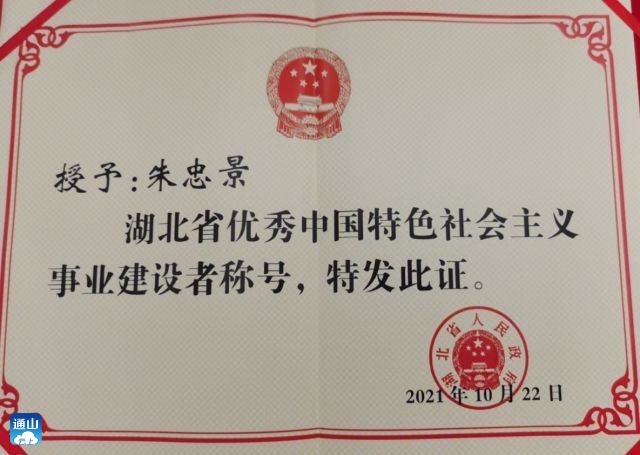 授予:朱忠景
湖北省优秀中国特色社会主义
事业建设者称号，特发此证。
湖北省人民政府
2021年10月22日
通山